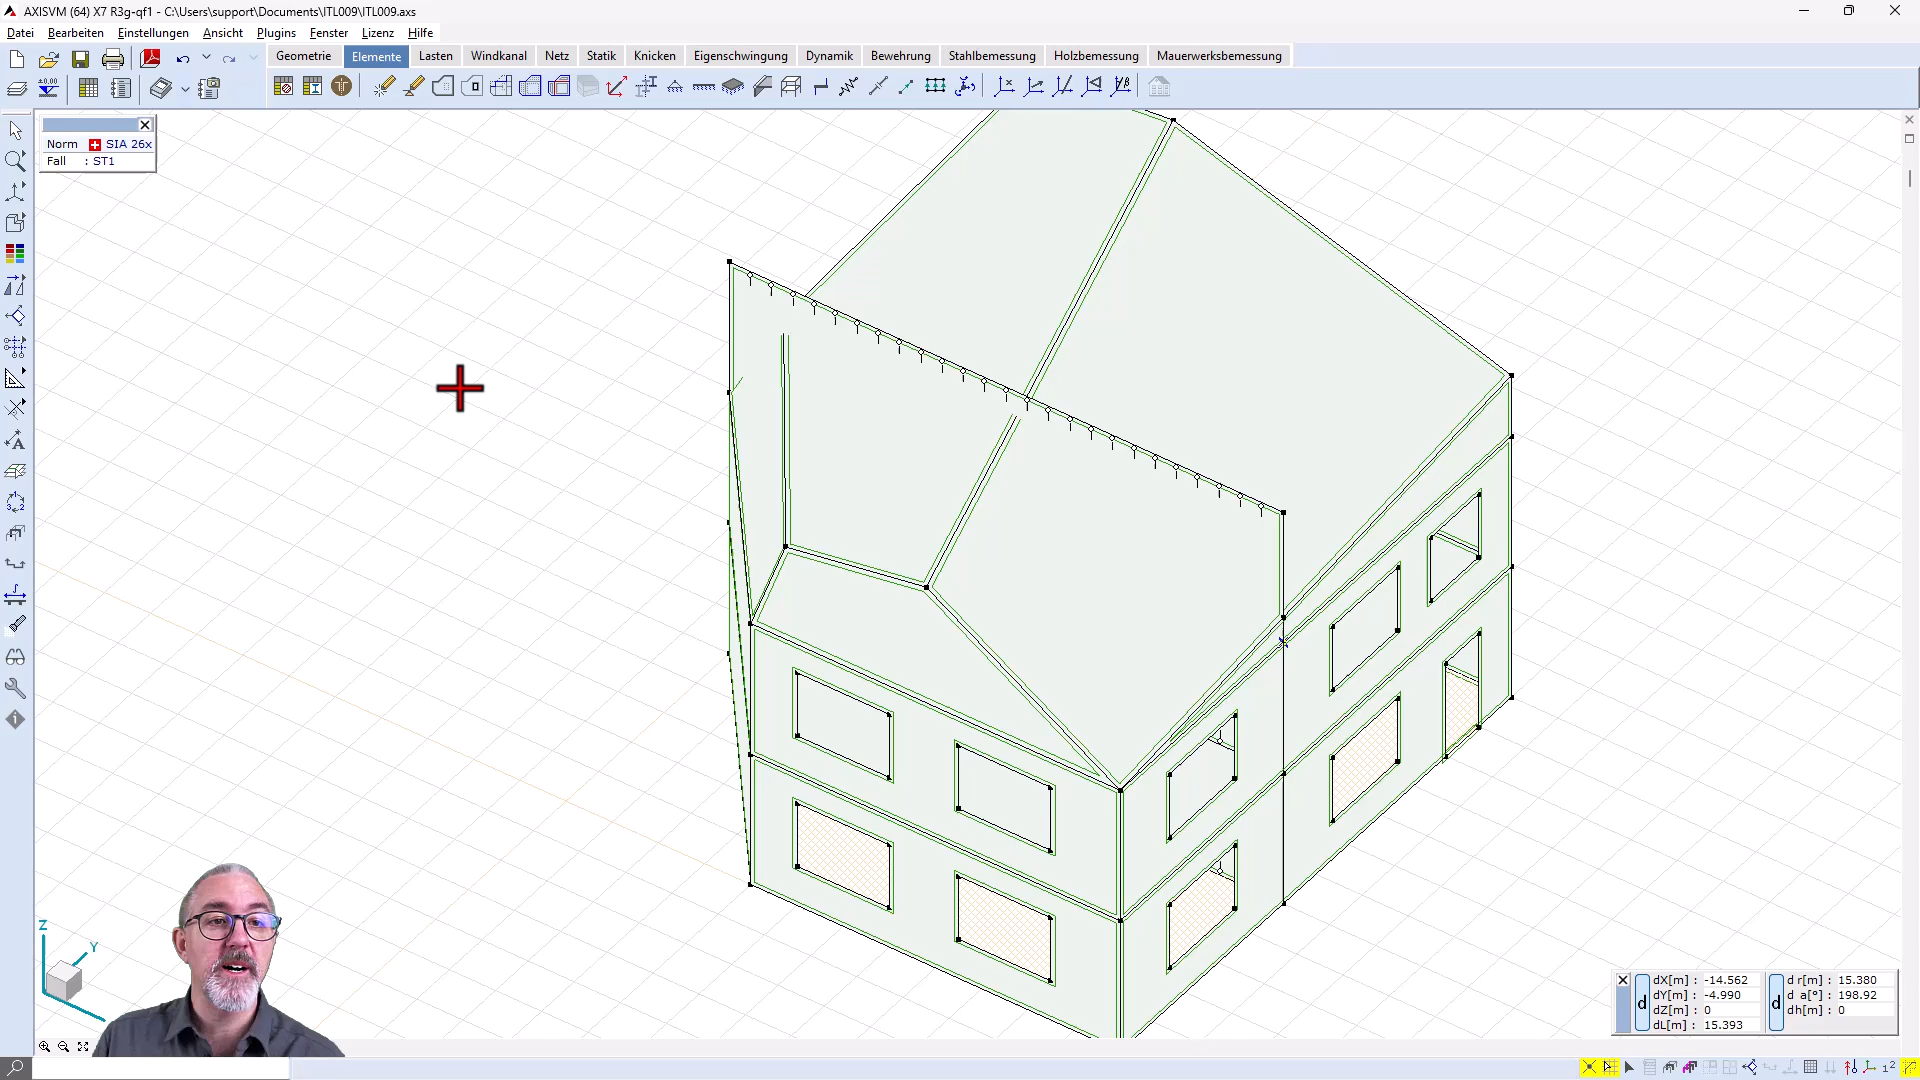 AXISVM (64) X7 R3g-qf1 - C:\Users\support\Documents\ITL009\ITL009.axs
Datei Bearbeiten Einstellungen Ansicht Plugins Fenster Lizenz Hilfe
Geometrie Elemente Lasten Windkanal Netz Statik Knicken Eigenschwingung Dynamik Bewehrung Stahlbemessung Holzbemessung Mauerwerksbemessung
Norm SIA 26x
Fall : ST1
Z
Y
d
dX[m] : -14.562
dY[m] : -4.990
dZ[m] : 0
dL[m] : 15.393
d
d r[m] : 15.380
d a[°] : 198.92
dh[m] : 0